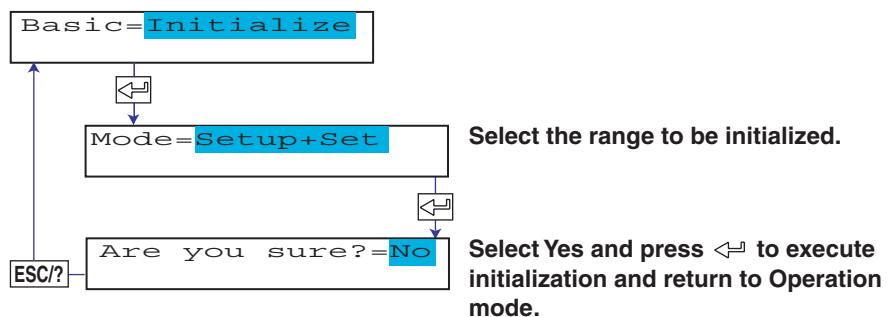 Basic=Initialize
Mode=Setup+Set
Select the range to be initialized.
Are you sure?=No
ESC/?
Select Yes and press to execute
initialization and return to Operation
mode.